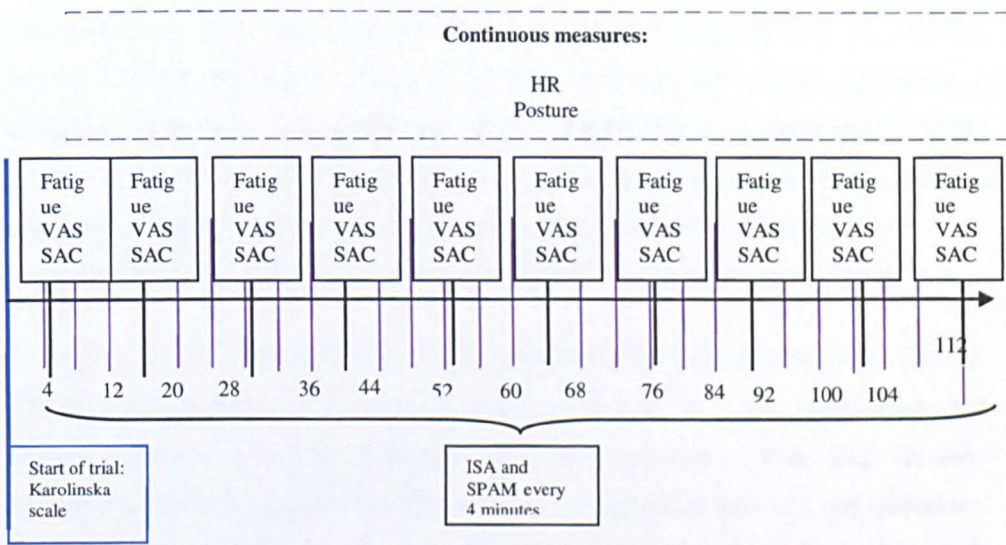 Continuous measures:
HR
Posture
Fatig
ue
VAS
SAC
Fatig
ue
VAS
SAC
Fatig
ue
VAS
SAC
Fatig
ue
VAS
SAC
Fatig
ue
VAS
SAC
Fatig
ue
VAS
SAC
Fatig
ue
VAS
SAC
Fatig
ue
VAS
SAC
Fatig
ue
VAS
SAC
Fatig
ue
VAS
SAC
112
4 12 20 28 36 44 52 60 68 76 84 92 100 104
Start of trial:
Karolinska
scale
ISA and
SPAM every
4 minutes